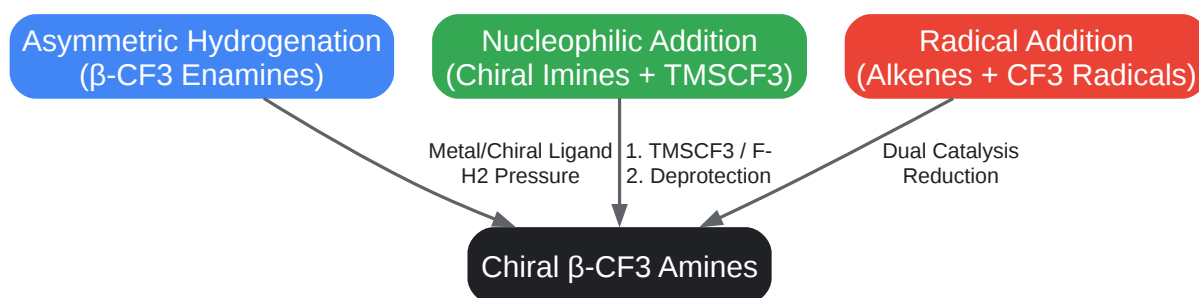 Asymmetric Hydrogenation
(β-CF3 Enamines)
Nucleophilic Addition
(Chiral Imines + TMSCF3)
Radical Addition
(Alkenes + CF3 Radicals)
Metal/Chiral Ligand
H2 Pressure
1. TMSCF3 / F-
2. Deprotection
Dual Catalysis
Reduction
Chiral β-CF3 Amines